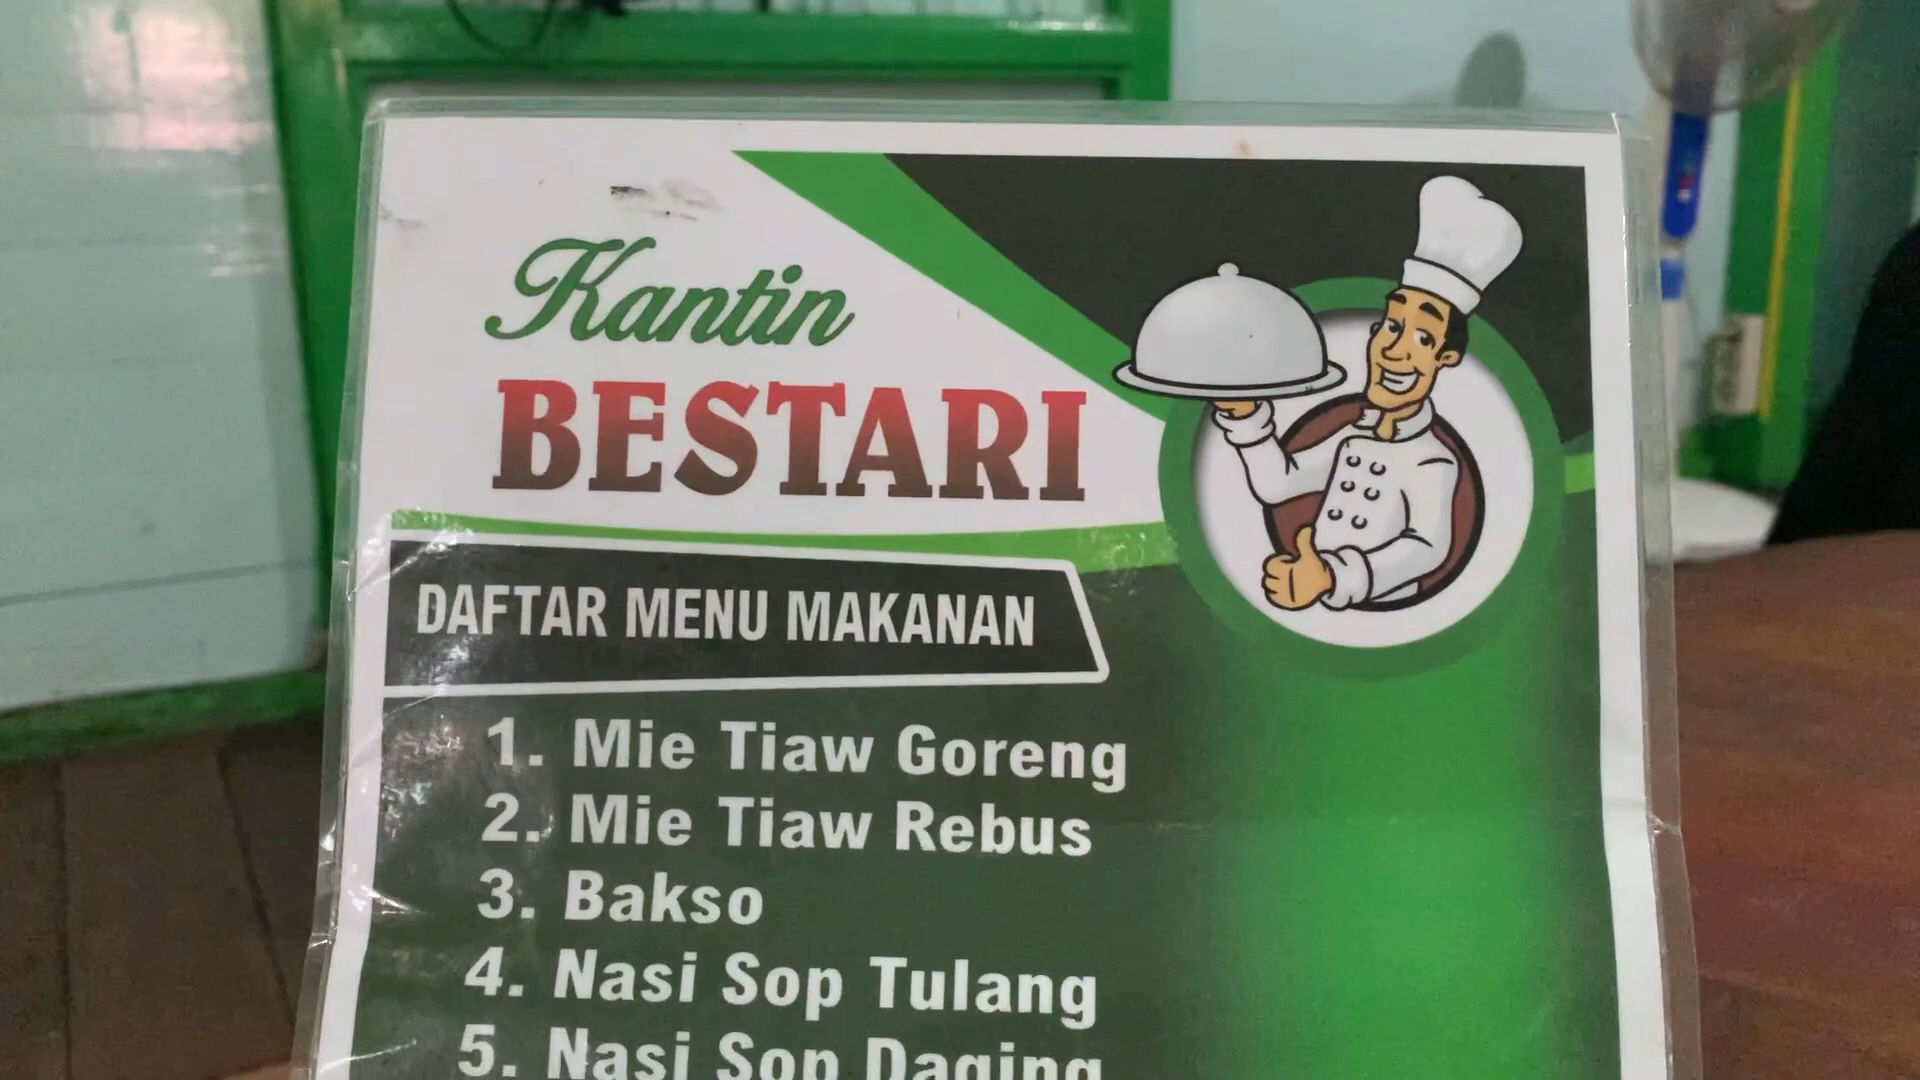 Kantin
BESTARI
DAFTAR MENU MAKANAN
1. Mie Tiaw Goreng
2. Mie Tiaw Rebus
3. Bakso
4. Nasi Sop Tulang
5. Nasi Sop Daging